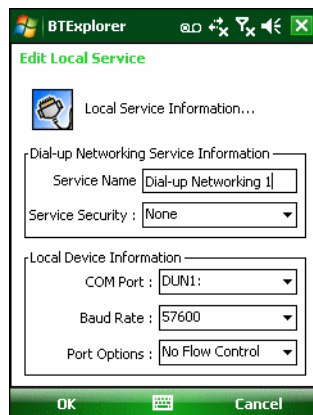 BTExplorer
Edit Local Service
Local Service Information...
Dial-up Networking Service Information
Service Name Dial-up Networking 1
Service Security : None
Local Device Information
COM Port : DUN1:
Baud Rate : 57600
Port Options : No Flow Control
OK Cancel